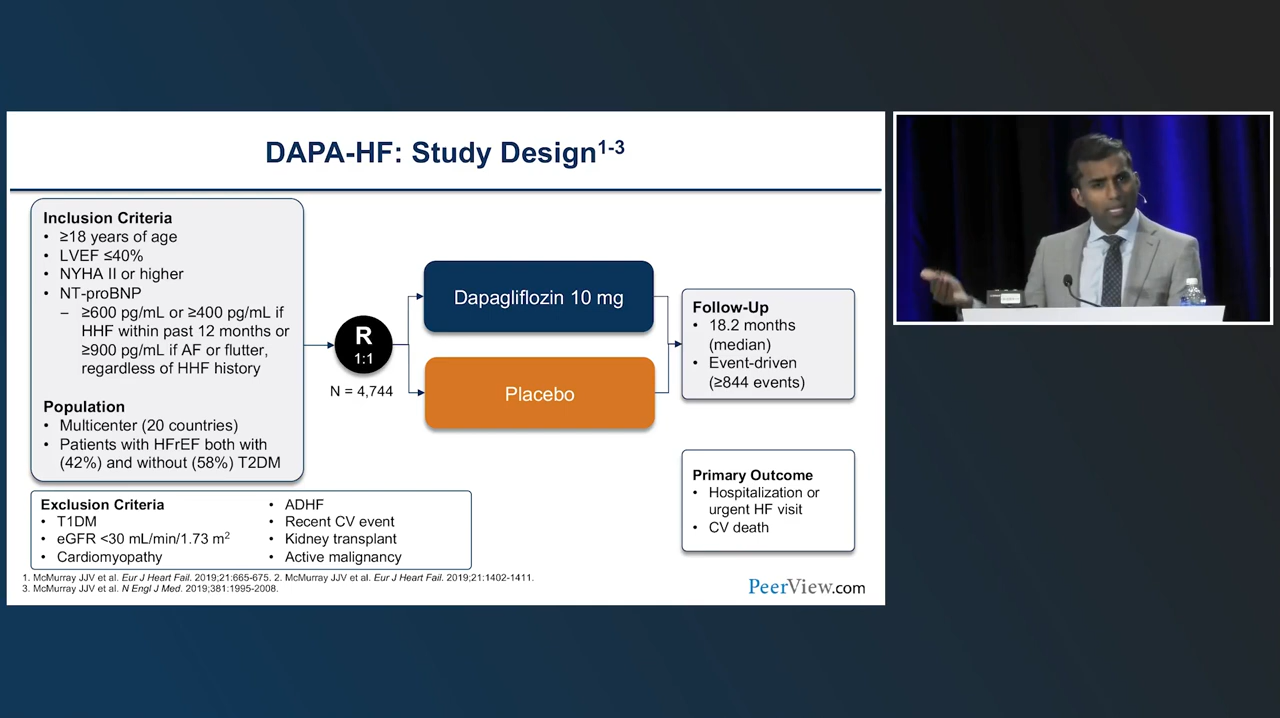 DAPA-HF: Study Design1-3
Inclusion Criteria
• ≥18 years of age
• LVEF ≤40%
• NYHA II or higher
• NT-proBNP
– ≥600 pg/mL or ≥400 pg/mL if
HHF within past 12 months or
≥900 pg/mL if AF or flutter,
regardless of HHF history
Population
• Multicenter (20 countries)
• Patients with HFrEF both with
(42%) and without (58%) T2DM
R
1:1
N = 4,744
Dapagliflozin 10 mg
Placebo
Follow-Up
• 18.2 months
(median)
• Event-driven
(≥844 events)
Primary Outcome
• Hospitalization or
urgent HF visit
• CV death
Exclusion Criteria
• T1DM
• eGFR <30 mL/min/1.73 m2
• Cardiomyopathy
• ADHF
• Recent CV event
• Kidney transplant
• Active malignancy
1. McMurray JJV et al. Eur J Heart Fail. 2019;21:665-675. 2. McMurray JJV et al. Eur J Heart Fail. 2019;21:1402-1411.
3. McMurray JJV et al. N Engl J Med. 2019;381:1995-2008.
PeerView.com